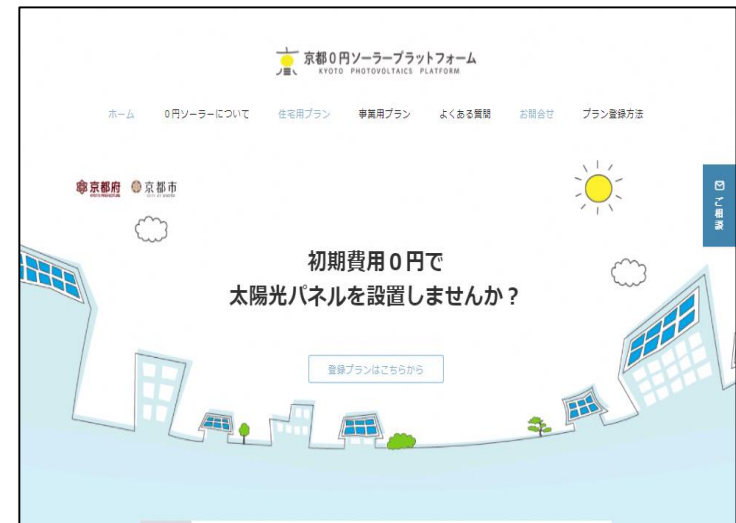 京都０円ソーラープラットフォーム
KYOTO PHOTOVOLTAICS PLATFORM
ホーム ０円ソーラーについて 住宅用プラン 事業用プラン よくある質問 お問合せ プラン登録方法
京都府 京都市
ご相談
初期費用０円で
太陽光パネルを設置しませんか？
登録プランはこちらから